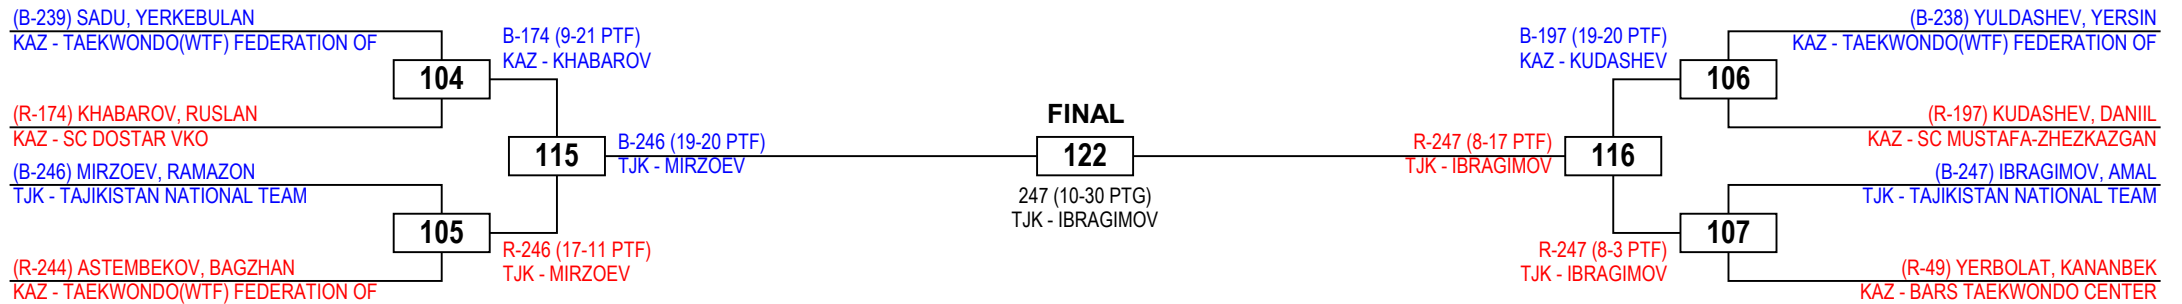 (B-239) SADU, YERKEBULAN
KAZ - TAEKWONDO(WTF) FEDERATION OF
104
(R-174) KHABAROV, RUSLAN
KAZ - SC DOSTAR VKO
B-174 (9-21 PTF)
KAZ - KHABAROV
115
(B-246) MIRZOEV, RAMAZON
TJK - TAJIKISTAN NATIONAL TEAM
105
(R-244) ASTEMBEKOV, BAGZHAN
KAZ - TAEKWONDO(WTF) FEDERATION OF
R-246 (17-11 PTF)
TJK - MIRZOEV
B-246 (19-20 PTF)
TJK - MIRZOEV
FINAL
122
247 (10-30 PTG)
TJK - IBRAGIMOV
R-247 (8-17 PTF)
TJK - IBRAGIMOV
116
B-197 (19-20 PTF)
KAZ - KUDASHEV
(B-238) YULDASHEV, YERSIN
KAZ - TAEKWONDO(WTF) FEDERATION OF
106
(R-197) KUDASHEV, DANIIL
KAZ - SC MUSTAFA-ZHEZKAZGAN
(B-247) IBRAGIMOV, AMAL
TJK - TAJIKISTAN NATIONAL TEAM
107
R-247 (8-3 PTF)
TJK - IBRAGIMOV
(R-49) YERBOLAT, KANANBEK
KAZ - BARS TAEKWONDO CENTER